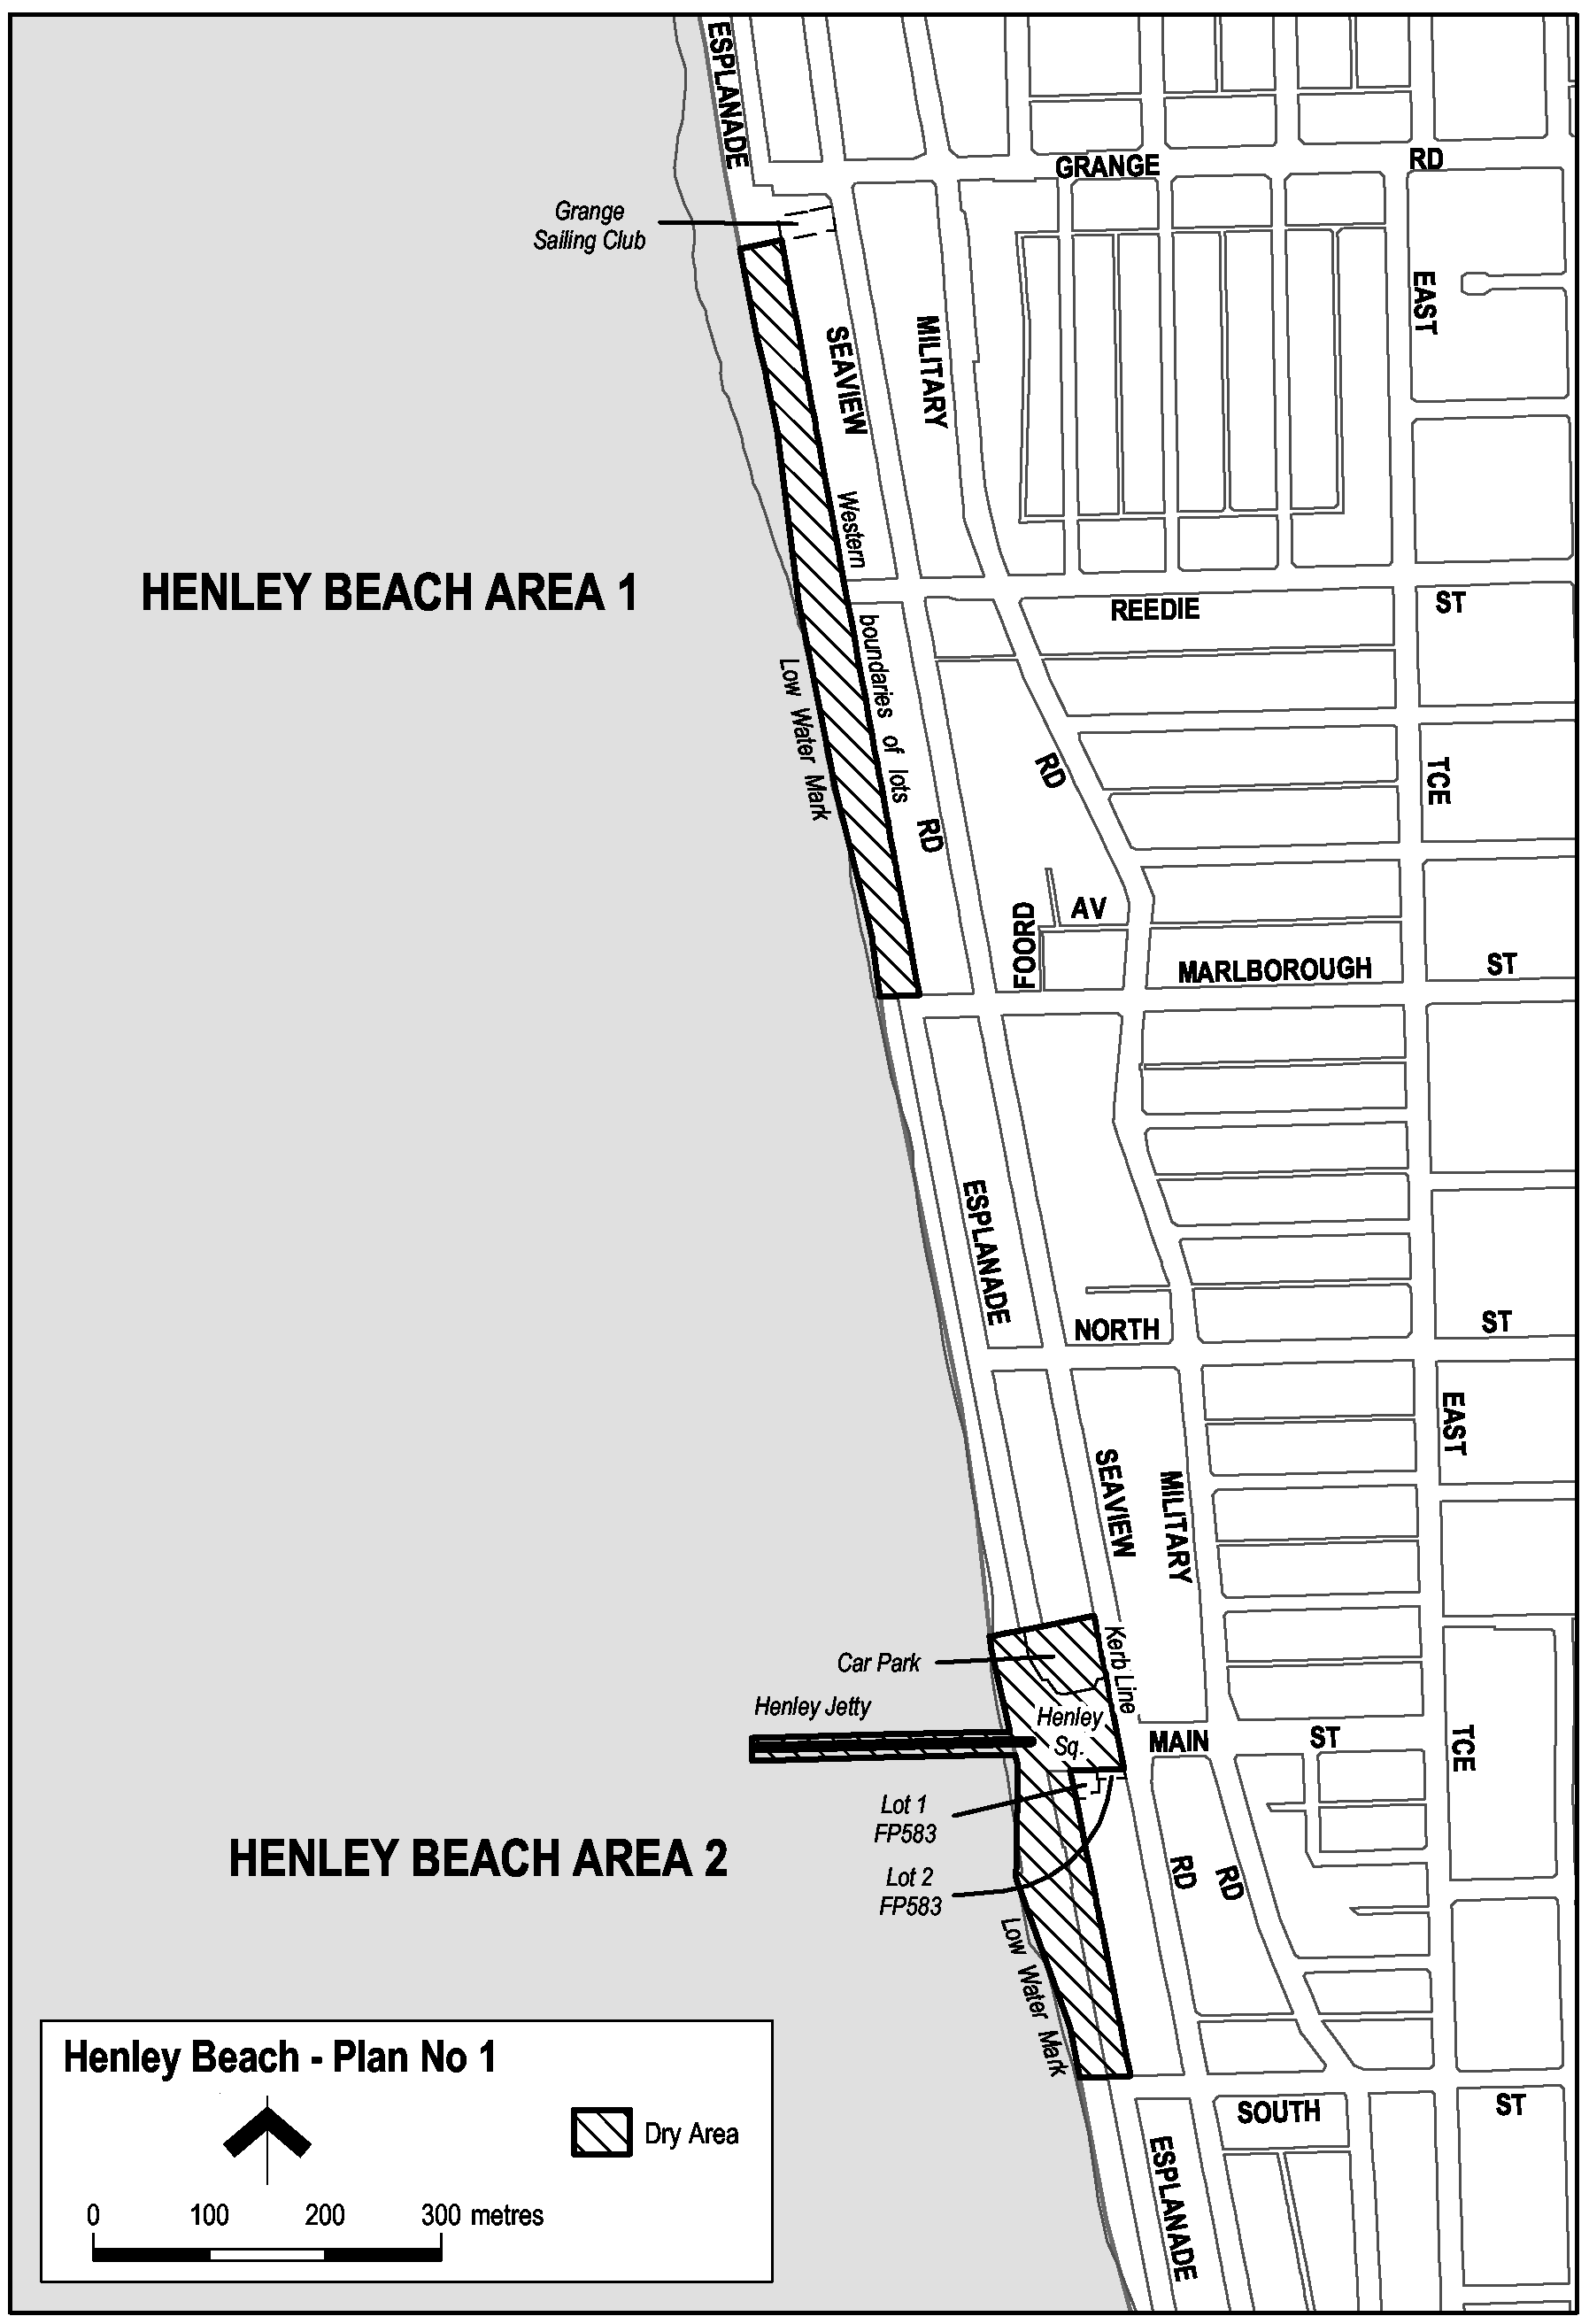 ESPLANADE
GRANGE
RD
Grange
Sailing Club
EAST
SEAVIEW
MILITARY
Western
HENLEY BEACH AREA 1
REEDIE
ST
boundaries of lots
Low Water Mark
RD
TCE
RD
FOORD
AV
MARLBOROUGH
ST
ESPLANADE
NORTH
ST
EAST
SEAVIEW
MILITARY
Kerb Line
Car Park
Henley Jetty
Henley
Sq.
MAIN
ST
TCE
Lot 1
FP583
HENLEY BEACH AREA 2
Lot 2
FP583
RD
RD
Low Water Mark
SOUTH
ST
ESPLANADE
Henley Beach - Plan No 1
Dry Area
0 100 200 300 metres